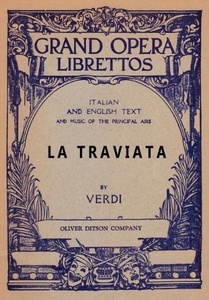 GRAND OPERA
LIBRETTOS
ITALIAN
AND ENGLISH TEXT
AND MUSIC OF THE PRINCIPAL AIRS
LA TRAVIATA
BY
VERDI
OLIVER DITSON COMPANY